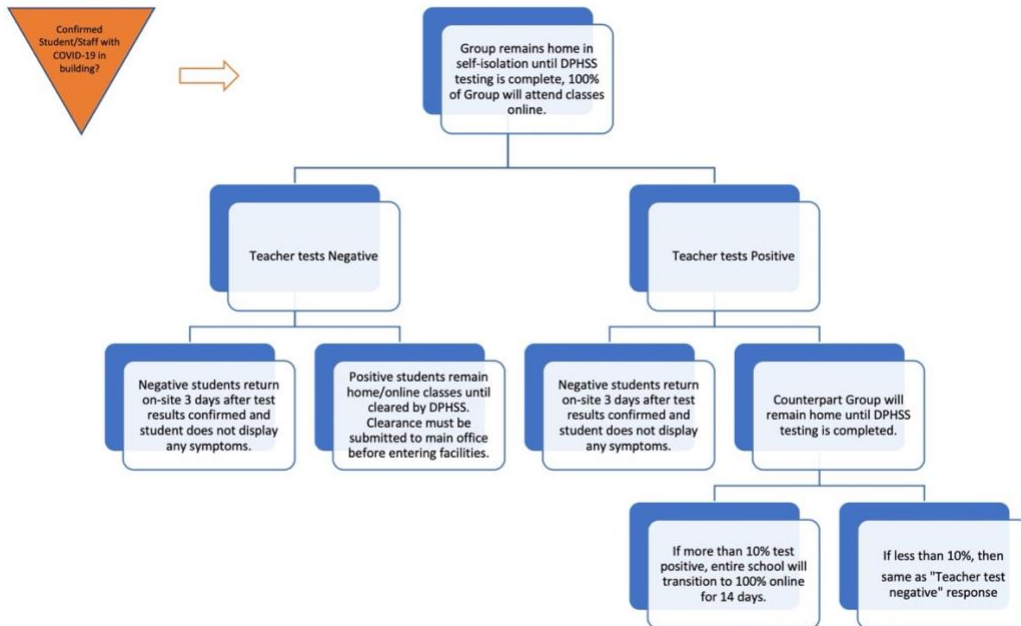 Confirmed
Student/Staff with
COVID-19 in
building?
Group remains home in
self-isolation until DPHSS
testing is complete, 100%
of Group will attend classes
online.
Teacher tests Negative
Teacher tests Positive
Negative students return
on-site 3 days after test
results confirmed and
student does not display
any symptoms.
Positive students remain
home/online classes until
cleared by DPHSS.
Clearance must be
submitted to main office
before entering facilities.
Negative students return
on-site 3 days after test
results confirmed and
student does not display
any symptoms.
Counterpart Group will
remain home until DPHSS
testing is completed.
If more than 10% test
positive, entire school will
transition to 100% online
for 14 days.
If less than 10%, then
same as "Teacher test
negative" response